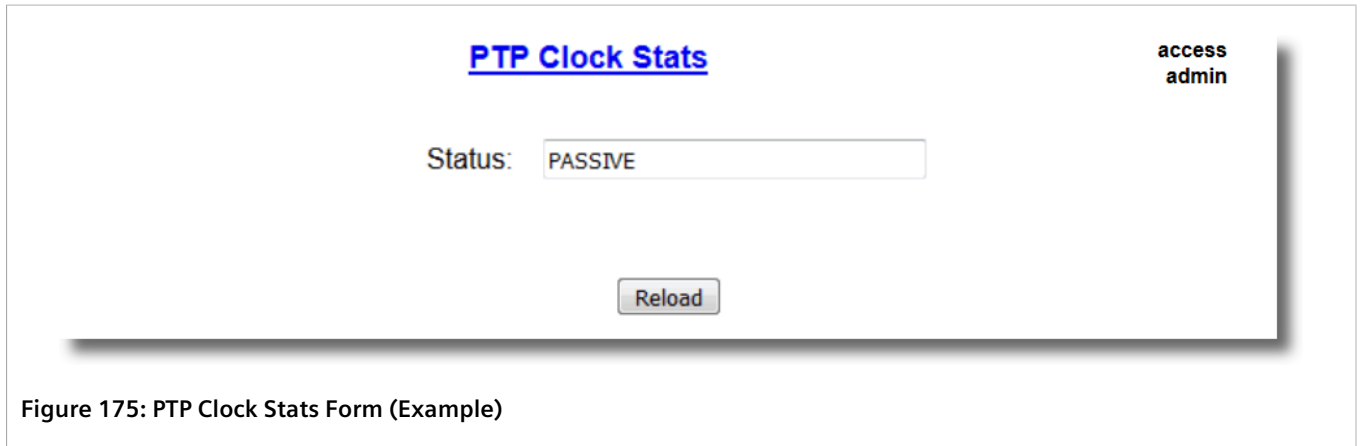 PTP Clock Stats
access
admin
Status: PASSIVE
Reload
Figure 175: PTP Clock Stats Form (Example)